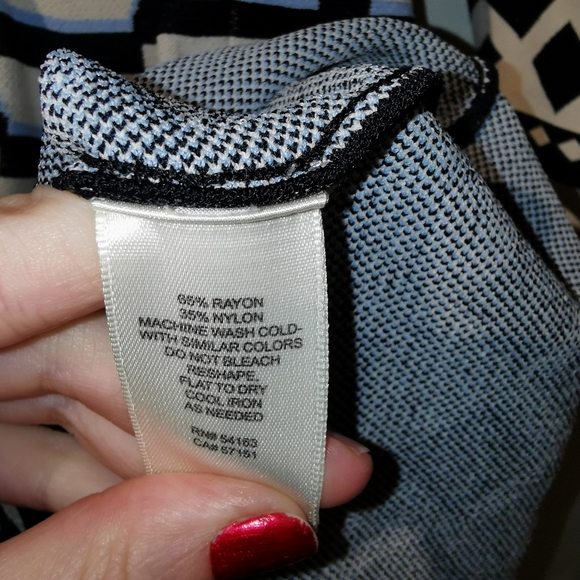 65% RAYON
35% NYLON
MACHINE WASH COLD-
WITH SIMILAR COLORS
DO NOT BLEACH
RESHAPE.
FLAT TO DRY
COOL IRON
AS NEEDED
RN# 54163
CA# 57151